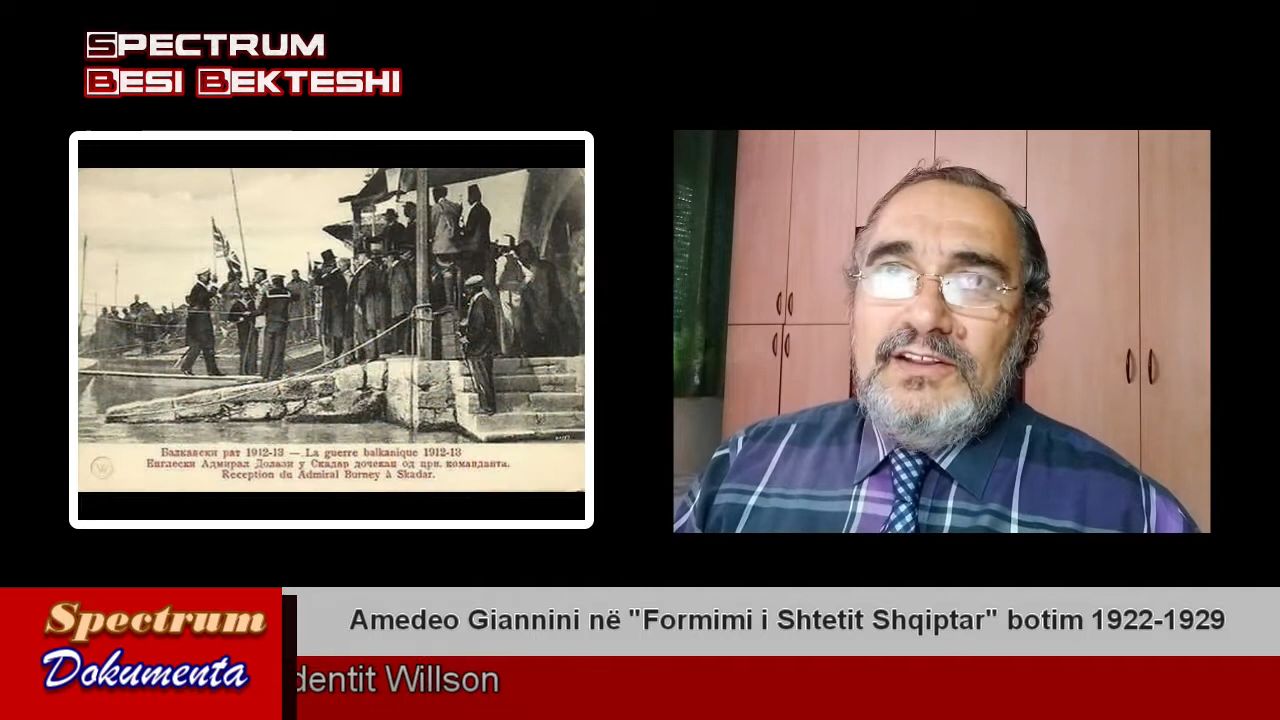 SPECTRUM
BESI BEKTESHI
Балкански рат 1912-13 — La guerre balkanique 1912-13
Енглески Адмирал Долази у Скадар дочекан од црн. команданта.
Reception du Admiral Burney à Skadar.
Spectrum
Dokumenta
Amedeo Giannini në "Formimi i Shtetit Shqiptar" botim 1922-1929
dentit Willson